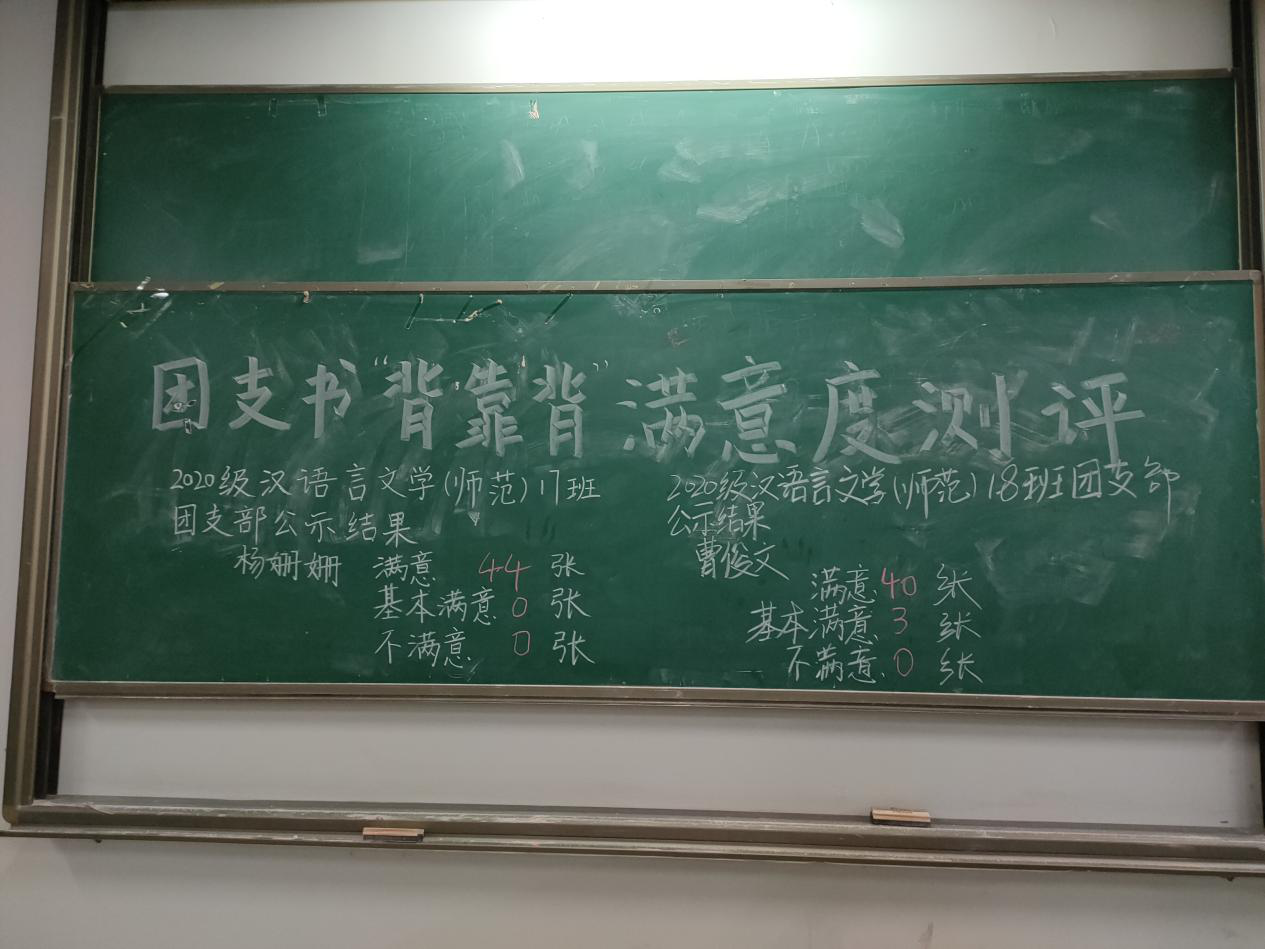 团支书“背靠背”满意度测评
2020级汉语言文学(师范)17班
团支部公示结果
杨姗姗 满意 44 张
基本满意 0 张
不满意 0 张
2020级汉语言文学(师范)18班团支部
公示结果
曹俊文
满意 40 张
基本满意 3 张
不满意 0 张